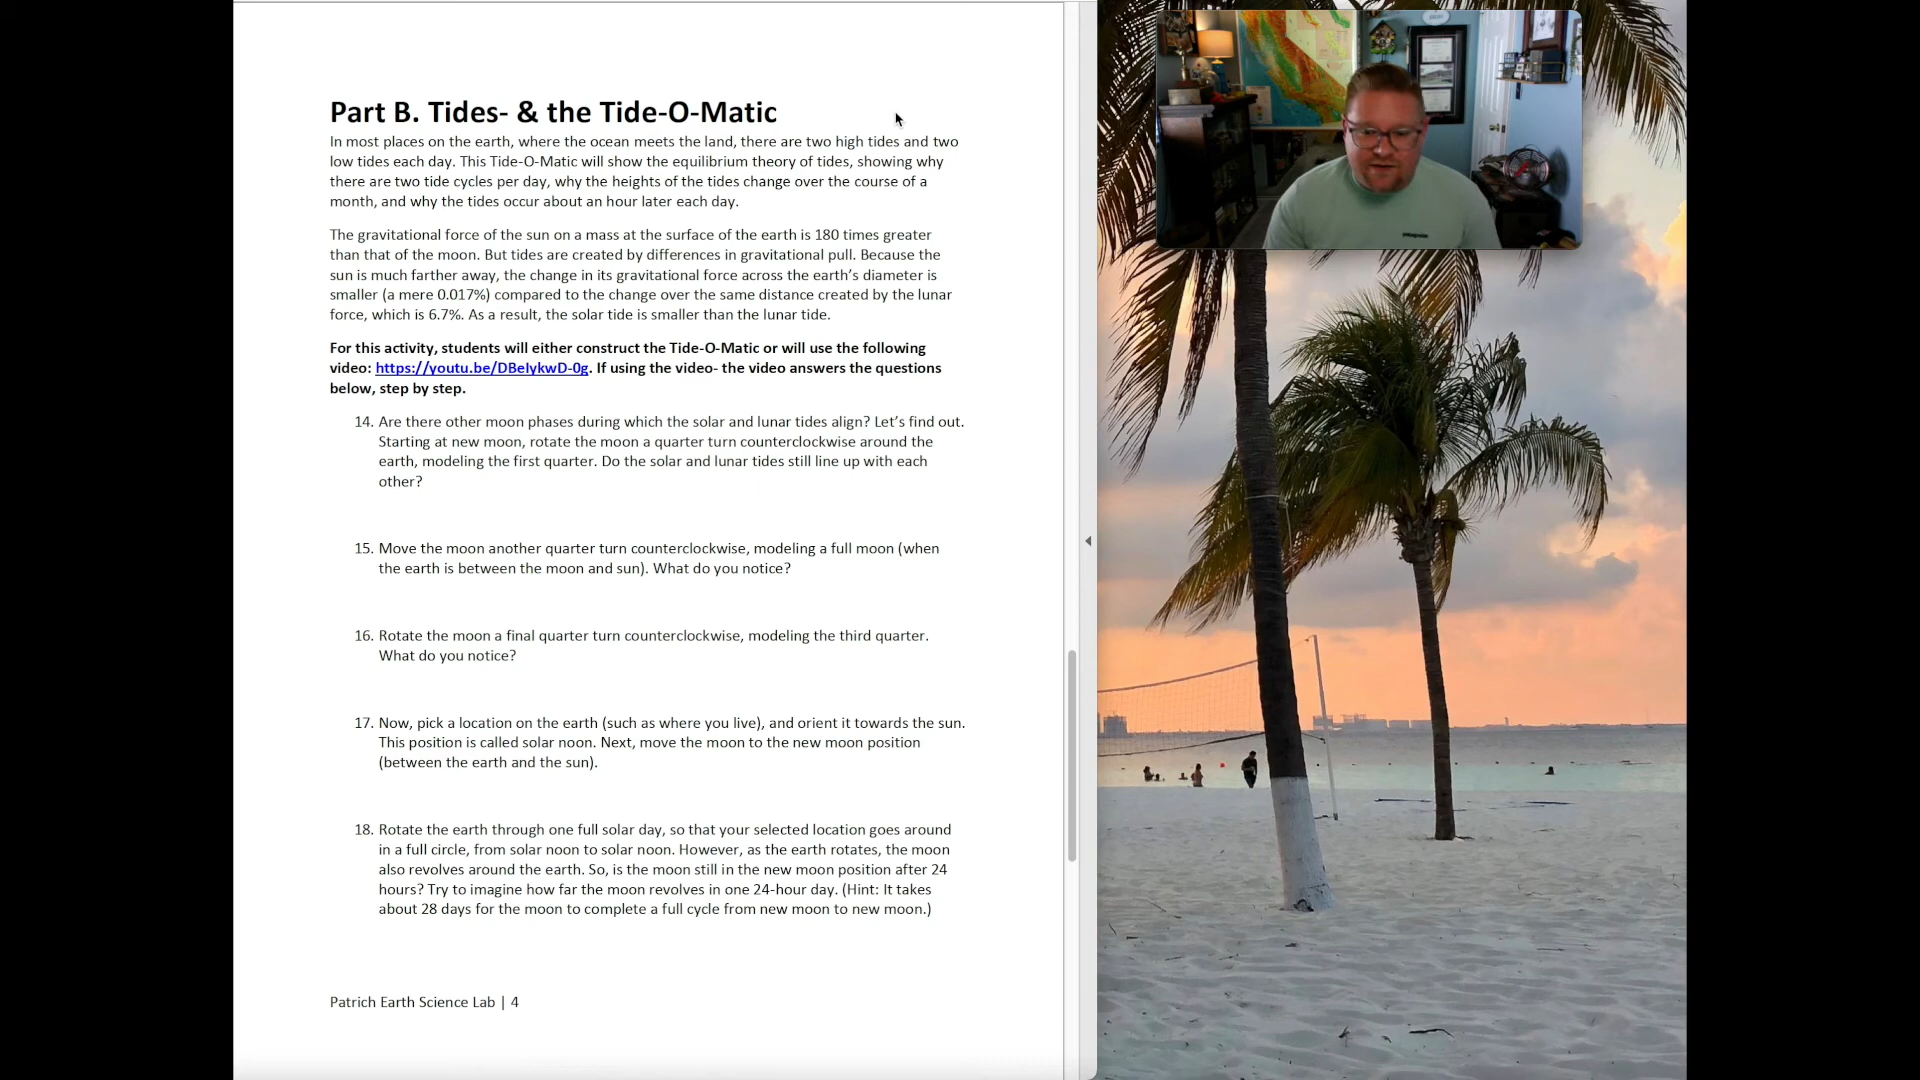 Part B. Tides- & the Tide-O-Matic
In most places on the earth, where the ocean meets the land, there are two high tides and two
low tides each day. This Tide-O-Matic will show the equilibrium theory of tides, showing why
there are two tide cycles per day, why the heights of the tides change over the course of a
month, and why the tides occur about an hour later each day.
The gravitational force of the sun on a mass at the surface of the earth is 180 times greater
than that of the moon. But tides are created by differences in gravitational pull. Because the
sun is much farther away, the change in its gravitational force across the earth's diameter is
smaller (a mere 0.017%) compared to the change over the same distance created by the lunar
force, which is 6.7%. As a result, the solar tide is smaller than the lunar tide.
For this activity, students will either construct the Tide-O-Matic or will use the following
video: https://youtu.be/DBelykwD-0g. If using the video- the video answers the questions
below, step by step.
14. Are there other moon phases during which the solar and lunar tides align? Let's find out.
Starting at new moon, rotate the moon a quarter turn counterclockwise around the
earth, modeling the first quarter. Do the solar and lunar tides still line up with each
other?
15. Move the moon another quarter turn counterclockwise, modeling a full moon (when
the earth is between the moon and sun). What do you notice?
16. Rotate the moon a final quarter turn counterclockwise, modeling the third quarter.
What do you notice?
17. Now, pick a location on the earth (such as where you live), and orient it towards the sun.
This position is called solar noon. Next, move the moon to the new moon position
(between the earth and the sun).
18. Rotate the earth through one full solar day, so that your selected location goes around
in a full circle, from solar noon to solar noon. However, as the earth rotates, the moon
also revolves around the earth. So, is the moon still in the new moon position after 24
hours? Try to imagine how far the moon revolves in one 24-hour day. (Hint: It takes
about 28 days for the moon to complete a full cycle from new moon to new moon.)
Patrich Earth Science Lab | 4